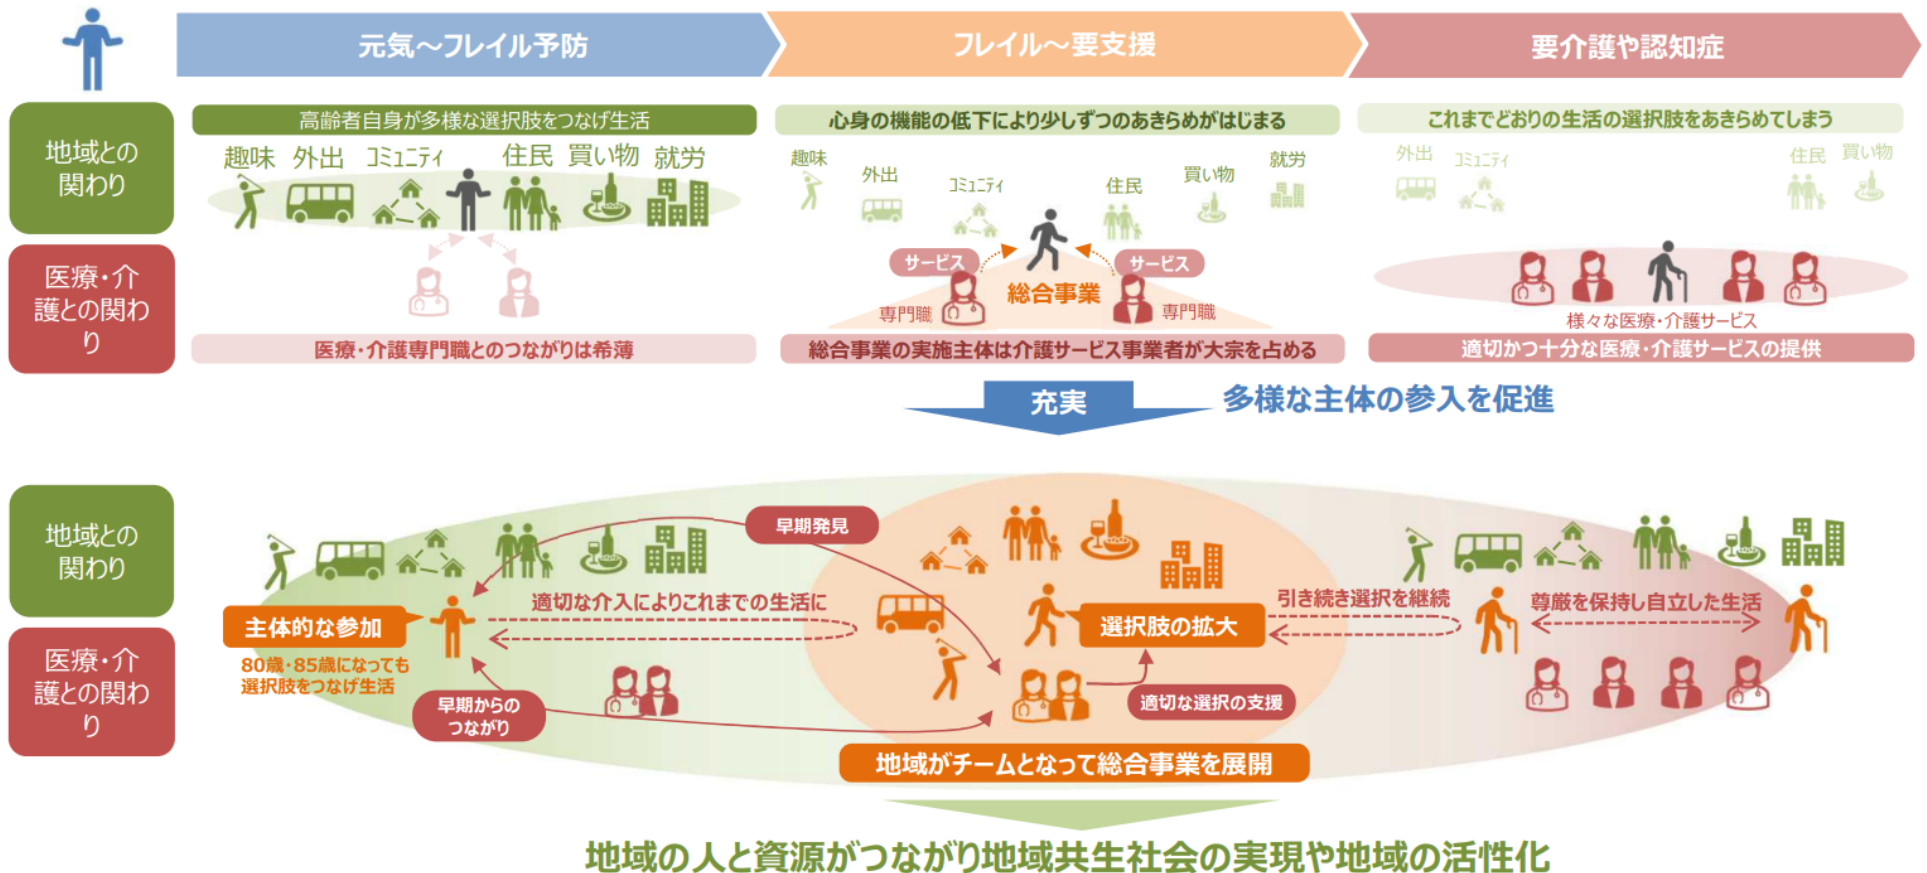 元気～フレイル予防
フレイル～要支援
要介護や認知症
地域との
関わり
高齢者自身が多様な選択肢をつなげ生活
趣味 外出 コミュニティ 住民 買い物 就労
心身の機能の低下により少しずつのあきらめがはじまる
趣味
外出
コミュニティ
住民
買い物
就労
これまでどおりの生活の選択肢をあきらめてしまう
外出
コミュニティ
住民
買い物
医療・介
護との関わ
り
医療・介護専門職とのつながりは希薄
サービス
サービス
総合事業
専門職
専門職
総合事業の実施主体は介護サービス事業者が大宗を占める
様々な医療・介護サービス
適切かつ十分な医療・介護サービスの提供
充実
多様な主体の参入を促進
地域との
関わり
早期発見
適切な介入によりこれまでの生活に
主体的な参加
80歳・85歳になっても
選択肢をつなげ生活
選択肢の拡大
引き続き選択を継続
尊厳を保持し自立した生活
医療・介
護との関わ
り
早期からの
つながり
適切な選択の支援
地域がチームとなって総合事業を展開
地域の人と資源がつながり地域共生社会の実現や地域の活性化